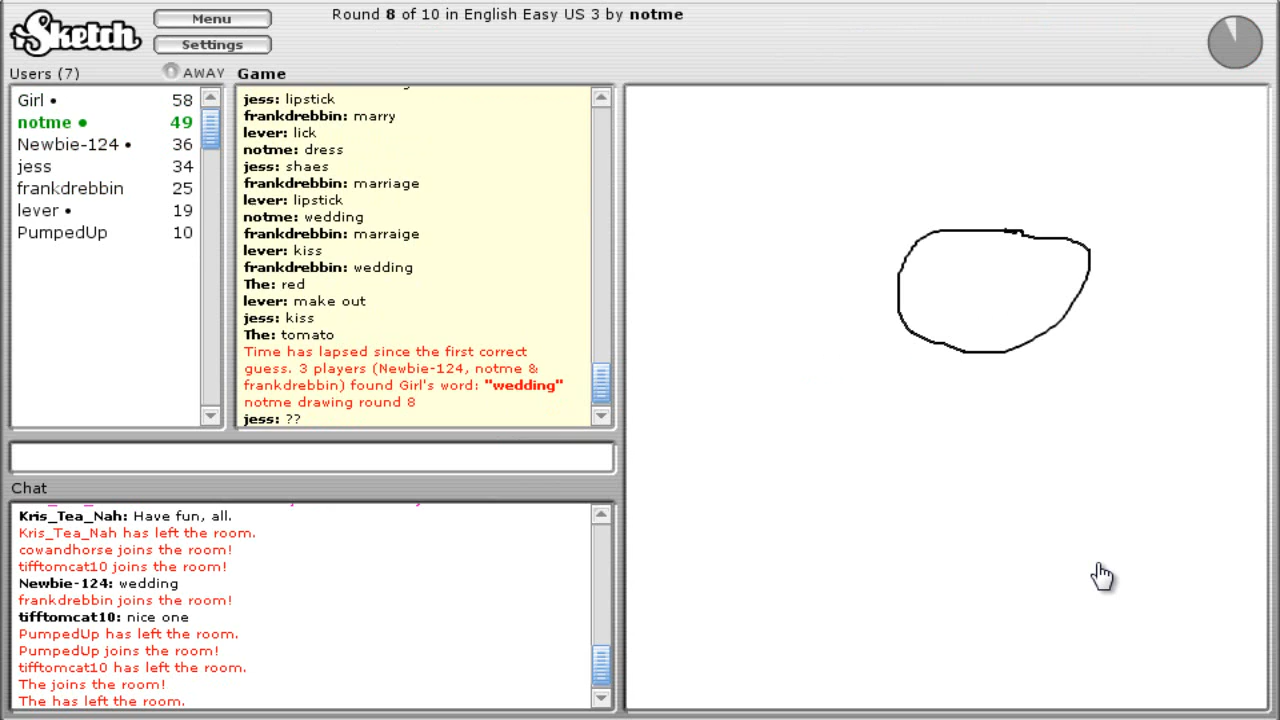 iSketch
Menu
Settings
Round 8 of 10 in English Easy US 3 by notme
Users (7)
AWAY
Girl • 58
notme • 49
Newbie-124 • 36
jess 34
frankdrebbin 25
lever • 19
PumpedUp 10
Game
jess: lipstick
frankdrebbin: marry
lever: lick
notme: dress
jess: shaes
frankdrebbin: marriage
lever: lipstick
notme: wedding
frankdrebbin: marraige
lever: kiss
frankdrebbin: wedding
The: red
lever: make out
jess: kiss
The: tomato
Time has lapsed since the first correct
guess. 3 players (Newbie-124, notme &
frankdrebbin) found Girl's word: "wedding"
notme drawing round 8
jess: ??
Chat
Kris_Tea_Nah: Have fun, all.
Kris_Tea_Nah has left the room.
cowandhorse joins the room!
tifftomcat10 joins the room!
Newbie-124: wedding
frankdrebbin joins the room!
tifftomcat10: nice one
PumpedUp has left the room.
PumpedUp joins the room!
tifftomcat10 has left the room.
The joins the room!
The has left the room.